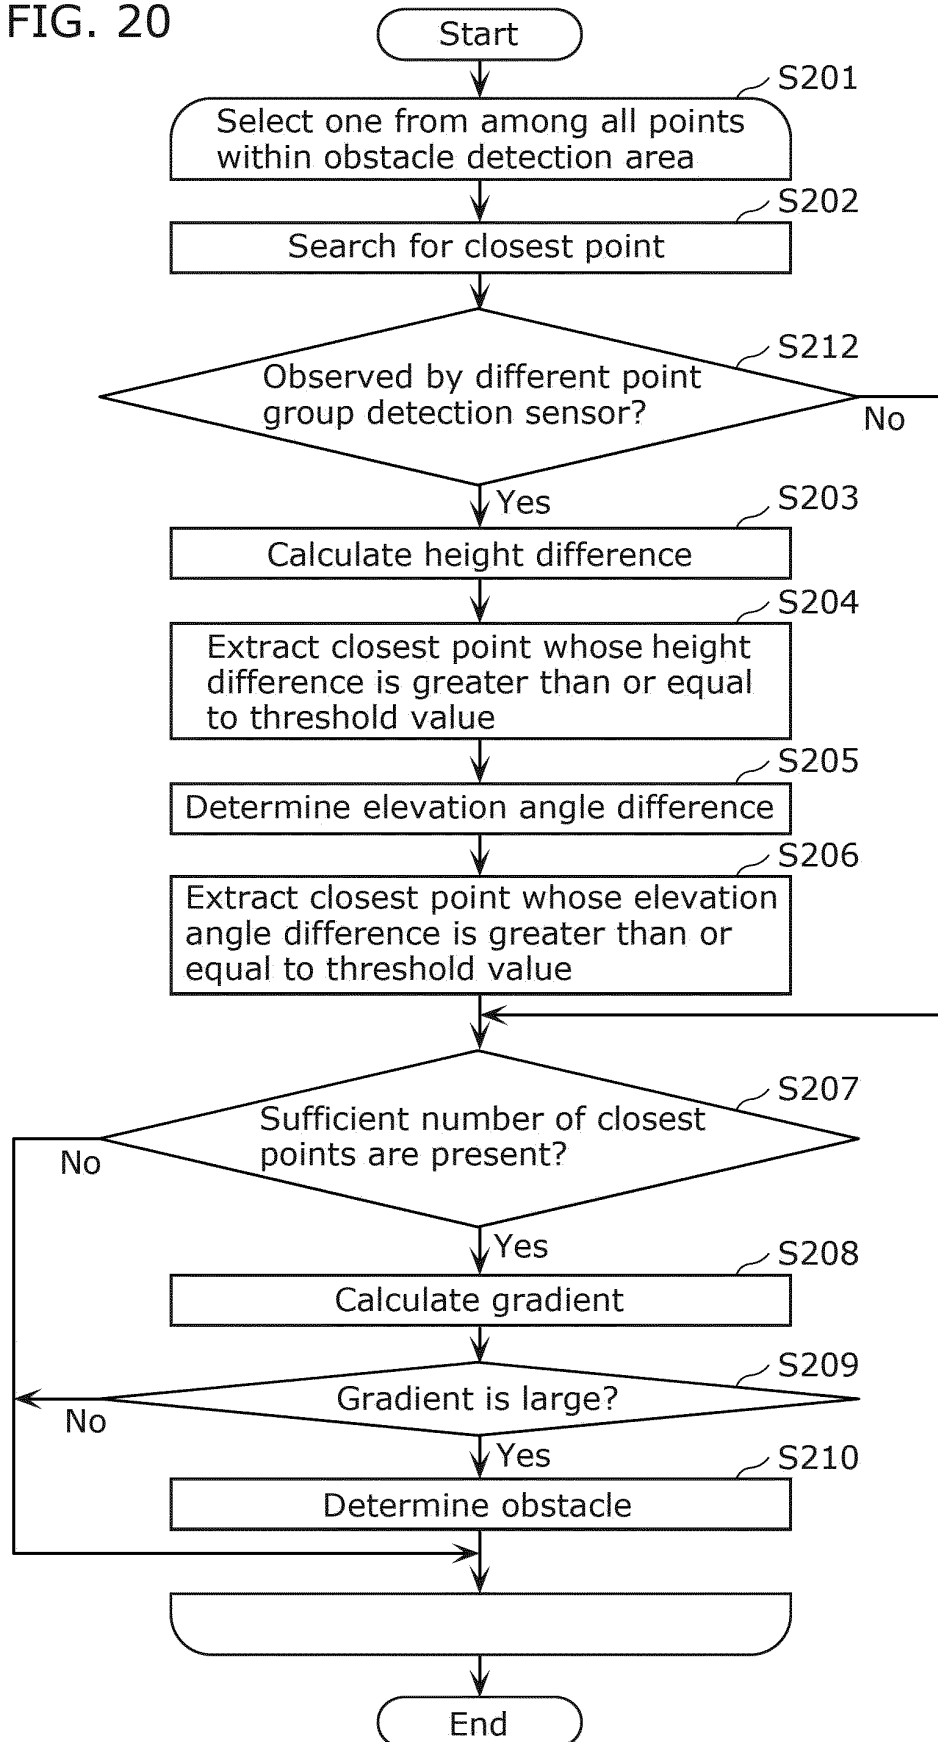 FIG. 20
Start
S201
Select one from among all points
within obstacle detection area
S202
Search for closest point
S212
Observed by different point
group detection sensor?
No
Yes
S203
Calculate height difference
S204
Extract closest point whose height
difference is greater than or equal
to threshold value
S205
Determine elevation angle difference
S206
Extract closest point whose elevation
angle difference is greater than or
equal to threshold value
S207
Sufficient number of closest
points are present?
No
Yes
S208
Calculate gradient
S209
Gradient is large?
No
Yes
S210
Determine obstacle
End